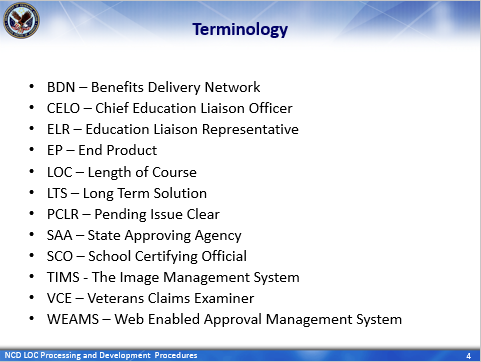 Terminology
• BDN – Benefits Delivery Network
• CELO – Chief Education Liaison Officer
• ELR – Education Liaison Representative
• EP – End Product
• LOC – Length of Course
• LTS – Long Term Solution
• PCLR – Pending Issue Clear
• SAA – State Approving Agency
• SCO – School Certifying Official
• TIMS - The Image Management System
• VCE – Veterans Claims Examiner
• WEAMS – Web Enabled Approval Management System
NCD LOC Processing and Development Procedures
4